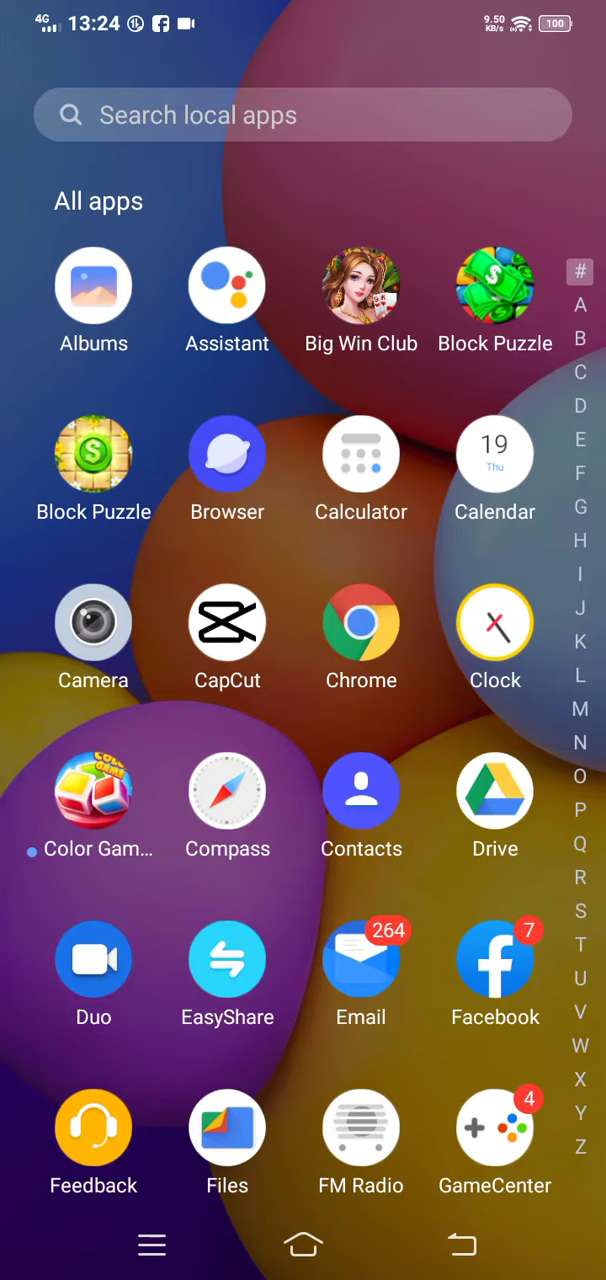 4G 13:24 9.50 KB/s 100
Search local apps
All apps
#
Albums Assistant Big Win Club Block Puzzle
A
B
C
D
19
Thu
E
F
Block Puzzle Browser Calculator Calendar
G
H
I
J
K
Camera CapCut Chrome Clock
L
M
N
COLO
GAME
O
P
Color Gam... Compass Contacts Drive
Q
R
S
264 7
T
U
Duo EasyShare Email Facebook
V
W
X
4
Y
Z
Feedback Files FM Radio GameCenter